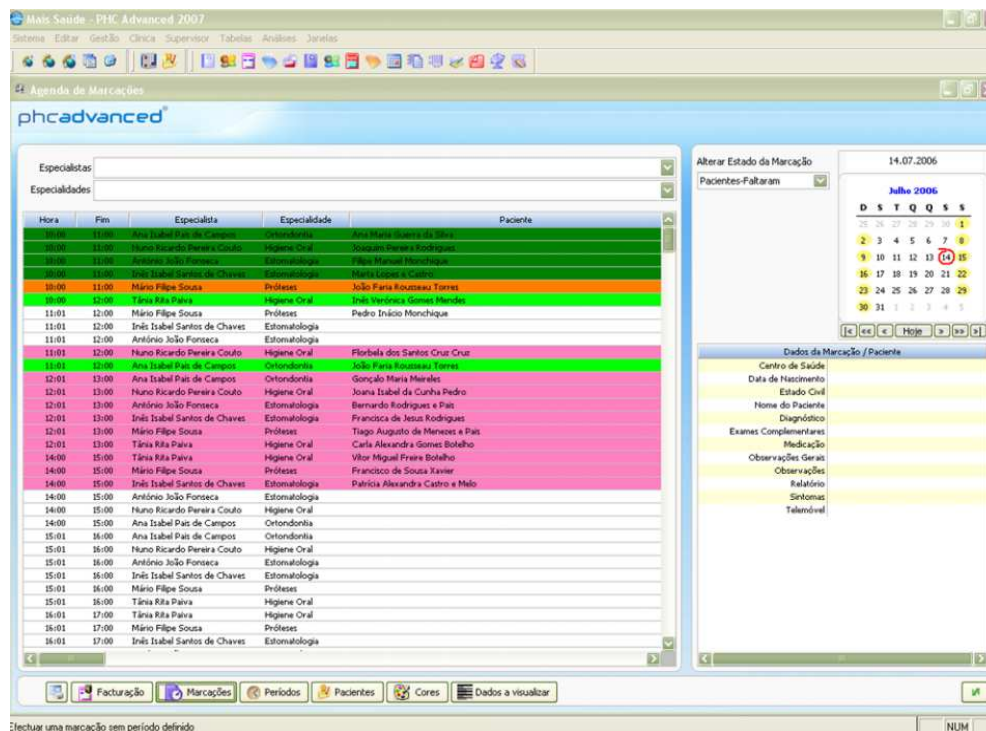 Mais Saúde - PHC Advanced 2007
Sistema Editar Gestão Clínica Supervisor Tabelas Análises Janelas
Agenda de Marcações
phcadvanced
Especialistas
Especialidades
Hora Fim Especialista Especialidade Paciente
10:00 11:00 Ana Isabel Pais de Campos Ortondontia Ana Maria Guerra da Silva
10:00 11:00 Nuno Ricardo Pereira Couto Higiene Oral Joaquim Pereira Rodrigues
10:00 11:00 António João Fonseca Estomatologia Filipe Manuel Monchique
10:00 11:00 Inês Isabel Santos de Chaves Estomatologia Marta Lopes e Castro
10:00 11:00 Mário Filipe Sousa Próteses João Faria Rousseau Torres
10:00 12:00 Tânia Rita Paiva Higiene Oral Inês Verónica Gomes Mendes
11:01 12:00 Mário Filipe Sousa Próteses Pedro Inácio Monchique
11:01 12:00 Inês Isabel Santos de Chaves Estomatologia
11:01 12:00 António João Fonseca Estomatologia
11:01 12:00 Nuno Ricardo Pereira Couto Higiene Oral Florbela dos Santos Cruz Cruz
11:01 12:00 Ana Isabel Pais de Campos Ortondontia João Faria Rousseau Torres
12:01 13:00 Ana Isabel Pais de Campos Ortondontia Gonçalo Maria Meireles
12:01 13:00 Nuno Ricardo Pereira Couto Higiene Oral Joana Isabel da Cunha Pedro
12:01 13:00 António João Fonseca Estomatologia Bernardo Rodrigues e Pais
12:01 13:00 Inês Isabel Santos de Chaves Estomatologia Francisca de Jesus Rodrigues
12:01 13:00 Mário Filipe Sousa Próteses Tiago Augusto de Menezes e Pais
12:01 13:00 Tânia Rita Paiva Higiene Oral Carla Alexandra Gomes Botelho
14:00 15:00 Tânia Rita Paiva Higiene Oral Vitor Miguel Freire Botelho
14:00 15:00 Mário Filipe Sousa Próteses Francisco de Sousa Xavier
14:00 15:00 Inês Isabel Santos de Chaves Estomatologia Patrícia Alexandra Castro e Melo
14:00 15:00 António João Fonseca Estomatologia
14:00 15:00 Nuno Ricardo Pereira Couto Higiene Oral
14:00 15:00 Ana Isabel Pais de Campos Ortondontia
15:01 16:00 Ana Isabel Pais de Campos Ortondontia
15:01 16:00 Nuno Ricardo Pereira Couto Higiene Oral
15:01 16:00 António João Fonseca Estomatologia
15:01 16:00 Inês Isabel Santos de Chaves Estomatologia
15:01 16:00 Mário Filipe Sousa Próteses
15:01 16:00 Tânia Rita Paiva Higiene Oral
16:01 17:00 Tânia Rita Paiva Higiene Oral
16:01 17:00 Mário Filipe Sousa Próteses
16:01 17:00 Inês Isabel Santos de Chaves Estomatologia
Alterar Estado da Marcação
Pacientes-Faltaram
14.07.2006
Julho 2006
D S T Q Q S S
25 26 27 28 29 30 1
2 3 4 5 6 7 8
9 10 11 12 13 14 15
16 17 18 19 20 21 22
23 24 25 26 27 28 29
30 31 1 2 3 4 5
|< << < Hoje > >> >|
Dados da Marcação / Paciente
Centro de Saúde
Data de Nascimento
Estado Civil
Nome do Paciente
Diagnóstico
Exames Complementares
Medicação
Observações Gerais
Observações
Relatório
Sintomas
Telemóvel
Facturação Marcações Períodos Pacientes Cores Dados a visualizar
Efectuar uma marcação sem período definido NUM